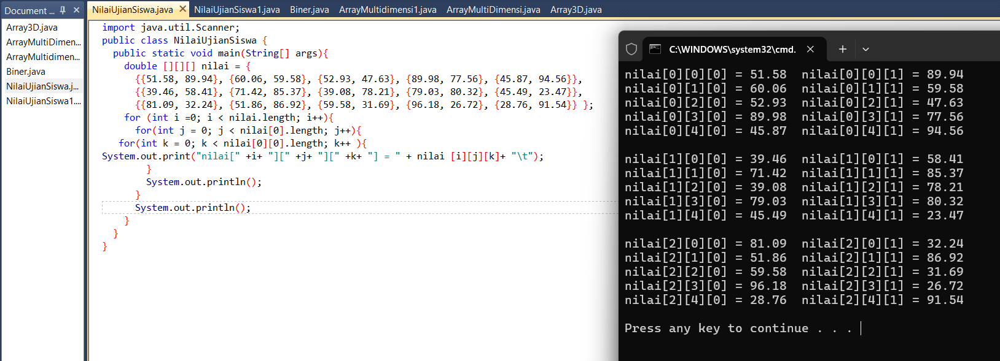 Document ...
NilaiUjianSiswa.java NilaiUjianSiswa1.java Biner.java ArrayMultidimensi1.java ArrayMultiDimensi.java Array3D.java
Array3D.java
ArrayMultiDimen...
ArrayMultidimen...
Biner.java
NilaiUjianSiswa.j...
NilaiUjianSiswa1....
import java.util.Scanner;
public class NilaiUjianSiswa {
public static void main(String[] args){
double [][][] nilai = {
{{51.58, 89.94}, {60.06, 59.58}, {52.93, 47.63}, {89.98, 77.56}, {45.87, 94.56}},
{{39.46, 58.41}, {71.42, 85.37}, {39.08, 78.21}, {79.03, 80.32}, {45.49, 23.47}},
{{81.09, 32.24}, {51.86, 86.92}, {59.58, 31.69}, {96.18, 26.72}, {28.76, 91.54}} };
for (int i =0; i < nilai.length; i++){
for(int j = 0; j < nilai[0].length; j++){
for(int k = 0; k < nilai[0][0].length; k++ ){
System.out.print("nilai[" +i+ "][" +j+ "][" +k+ "] = " + nilai [i][j][k]+ "\t");
}
System.out.println();
}
System.out.println();
}
}
}
C:\WINDOWS\system32\cmd.
nilai[0][0][0] = 51.58 nilai[0][0][1] = 89.94
nilai[0][1][0] = 60.06 nilai[0][1][1] = 59.58
nilai[0][2][0] = 52.93 nilai[0][2][1] = 47.63
nilai[0][3][0] = 89.98 nilai[0][3][1] = 77.56
nilai[0][4][0] = 45.87 nilai[0][4][1] = 94.56
nilai[1][0][0] = 39.46 nilai[1][0][1] = 58.41
nilai[1][1][0] = 71.42 nilai[1][1][1] = 85.37
nilai[1][2][0] = 39.08 nilai[1][2][1] = 78.21
nilai[1][3][0] = 79.03 nilai[1][3][1] = 80.32
nilai[1][4][0] = 45.49 nilai[1][4][1] = 23.47
nilai[2][0][0] = 81.09 nilai[2][0][1] = 32.24
nilai[2][1][0] = 51.86 nilai[2][1][1] = 86.92
nilai[2][2][0] = 59.58 nilai[2][2][1] = 31.69
nilai[2][3][0] = 96.18 nilai[2][3][1] = 26.72
nilai[2][4][0] = 28.76 nilai[2][4][1] = 91.54
Press any key to continue . . .